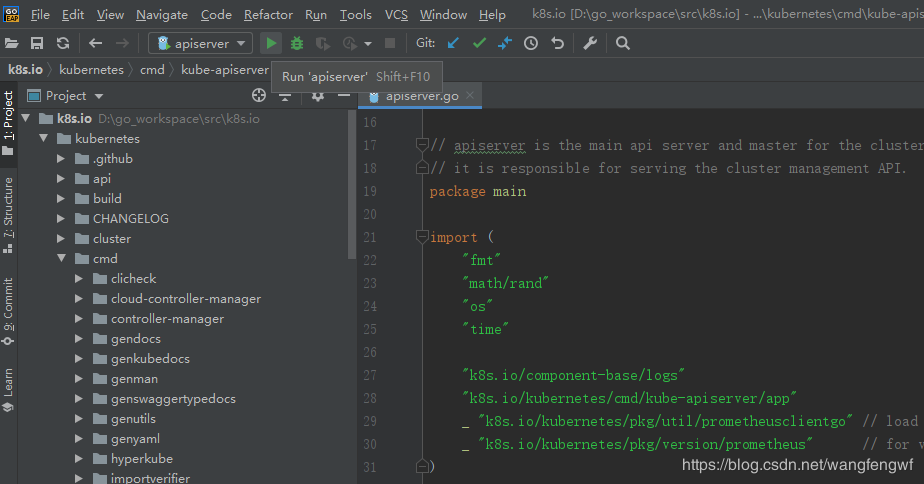 GO
EAP
File Edit View Navigate Code Refactor Run Tools VCS Window Help k8s.io [D:\go_workspace\src\k8s.io] - ...\kubernetes\cmd\kube-apis
apiserver Git:
k8s.io kubernetes cmd kube-apiserver
Run 'apiserver' Shift+F10
Project
apiserver.go
1: Project
7: Structure
9: Commit
Learn
k8s.io D:\go_workspace\src\k8s.io
kubernetes
.github
api
build
CHANGELOG
cluster
cmd
clicheck
cloud-controller-manager
controller-manager
gendocs
genkubedocs
genman
genswaggertypedocs
genutils
genyaml
hyperkube
importverifier
16
17 // apiserver is the main api server and master for the cluster
18 // it is responsible for serving the cluster management API.
19 package main
20
21 import (
22 "fmt"
23 "math/rand"
24 "os"
25 "time"
26
27 "k8s.io/component-base/logs"
28 "k8s.io/kubernetes/cmd/kube-apiserver/app"
29 _ "k8s.io/kubernetes/pkg/util/prometheusclientgo" // load
30 _ "k8s.io/kubernetes/pkg/version/prometheus" // for v
31 )
https://blog.csdn.net/wangfengwf